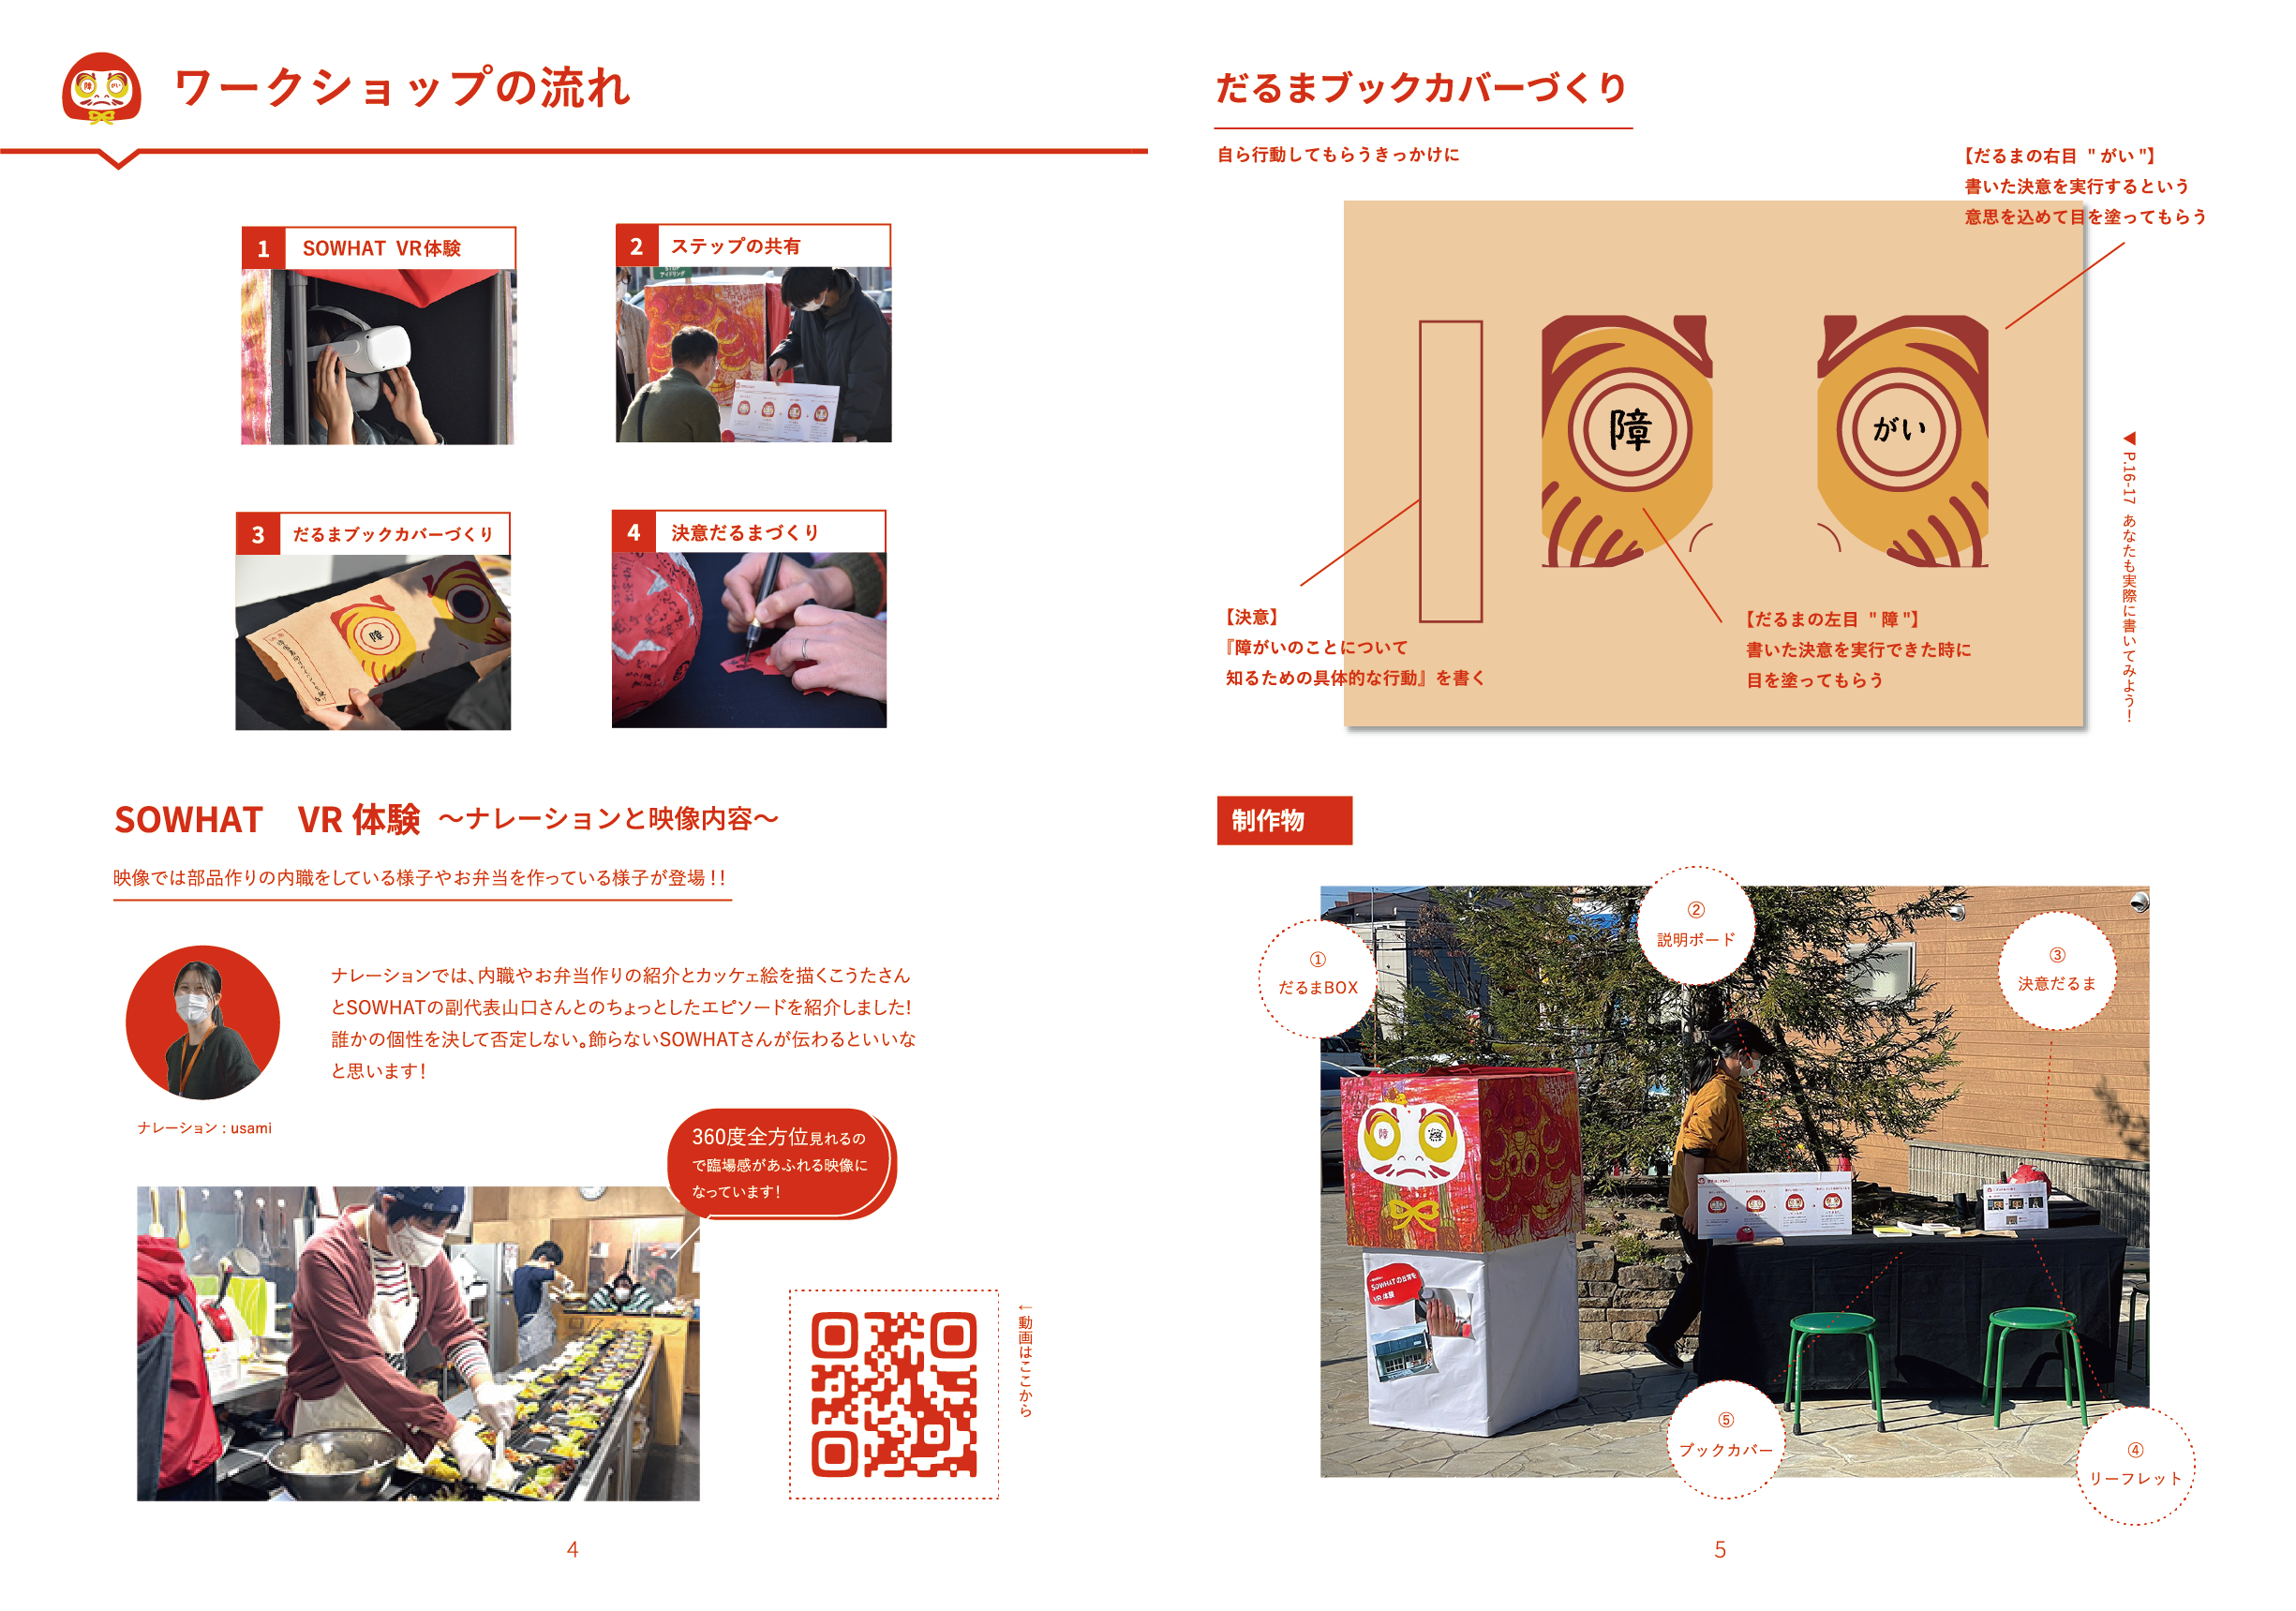 ワークショップの流れ
1 SOWHAT VR体験
2 ステップの共有
3 だるまブックカバーづくり
障
4 決意だるまづくり
SOWHAT VR 体験 ～ナレーションと映像内容～
映像では部品作りの内職をしている様子やお弁当を作っている様子が登場！！
ナレーションでは、内職やお弁当作りの紹介とカッケェ絵を描くこうたさん
とSOWHATの副代表山口さんとのちょっとしたエピソードを紹介しました！
誰かの個性を決して否定しない。飾らないSOWHATさんが伝わるといいな
と思います！
ナレーション：usami
360度全方位見れるの
で臨場感があふれる映像に
なっています！
←動画はここから
4
だるまブックカバーづくり
自ら行動してもらうきっかけに
【だるまの右目 "がい"】
書いた決意を実行するという
意思を込めて目を塗ってもらう
障
がい
【決意】
『障がいのことについて
知るための具体的な行動』を書く
【だるまの左目 "障"】
書いた決意を実行できた時に
目を塗ってもらう
◀ P.16-17 あなたも実際に書いてみよう！
制作物
①
だるまBOX
②
説明ボード
③
決意だるま
SOWHATの日常を
VR体験
⑤
ブックカバー
④
リーフレット
5